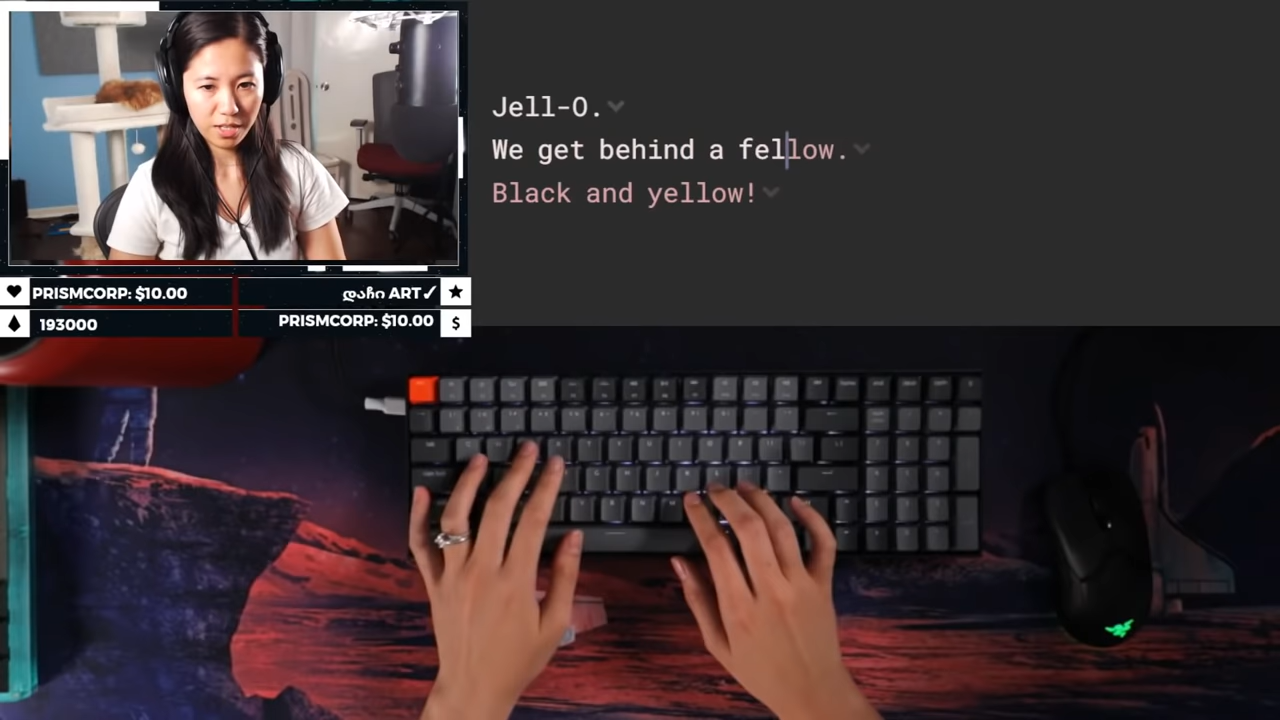 Jell-O.
We get behind a fellow.
Black and yellow!
PRISMCORP: $10.00
დაჩი ART✓
193000
PRISMCORP: $10.00
$